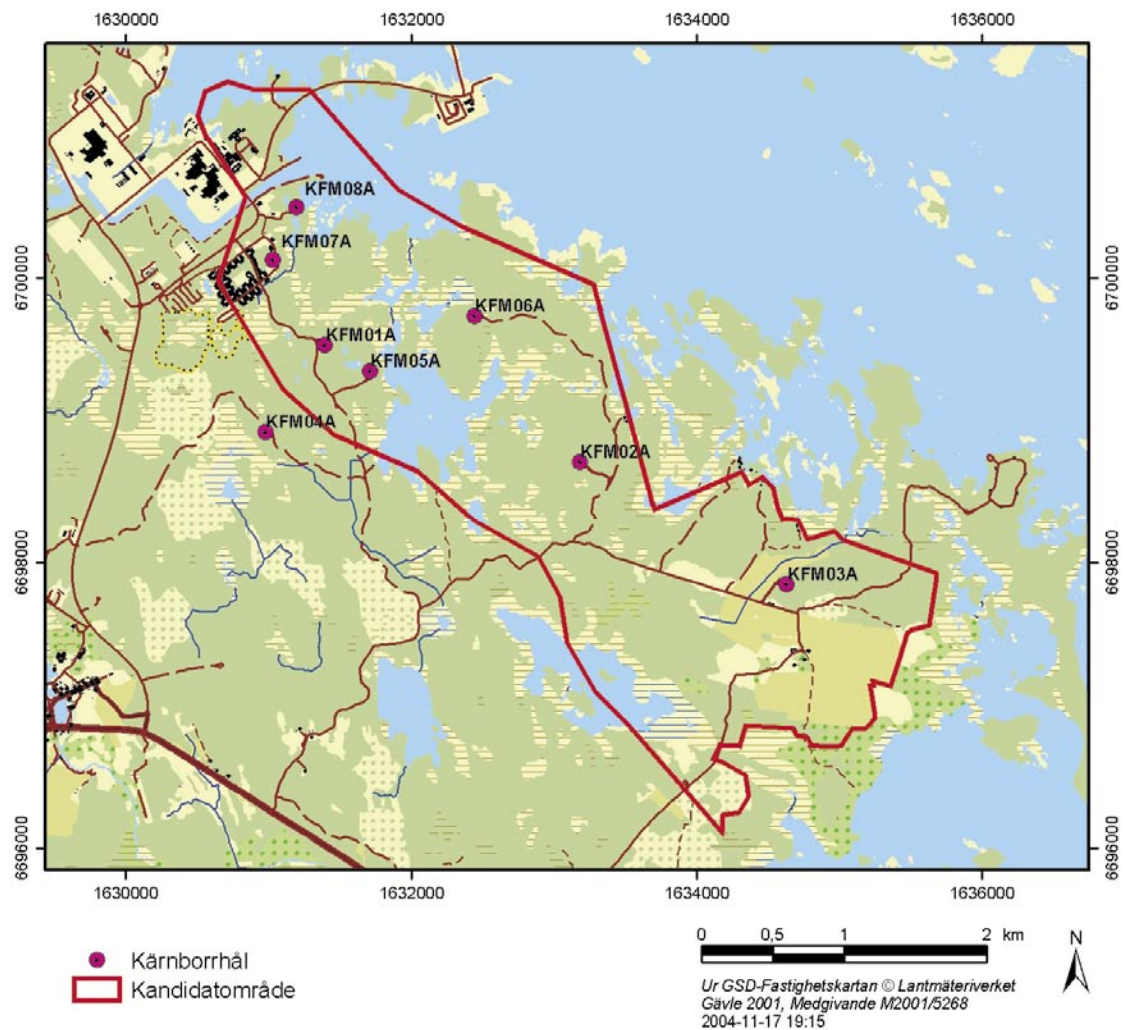 1630000 1632000 1634000 1636000
KFM08A
KFM07A
6700000 6700000
KFM06A
KFM01A
KFM05A
KFM04A
KFM02A
6698000 6698000
KFM03A
6696000 6696000
1630000 1632000 1634000 1636000
Kärnborrhål
Kandidatområde
0 0,5 1 2 km
N
Ur GSD-Fastighetskartan © Lantmäteriverket
Gävle 2001, Medgivande M2001/5268
2004-11-17 19:15